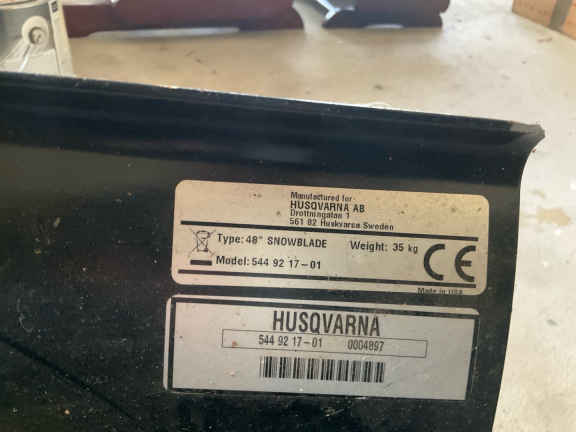 Manufactured for
HUSQVARNA AB
Drottningatan 1
561 82 Huskvarna Sweden
Type: 48" SNOWBLADE Weight: 35 kg
Model: 544 92 17-01
CE
Made in USA
HUSQVARNA
544 92 17-01 0004897